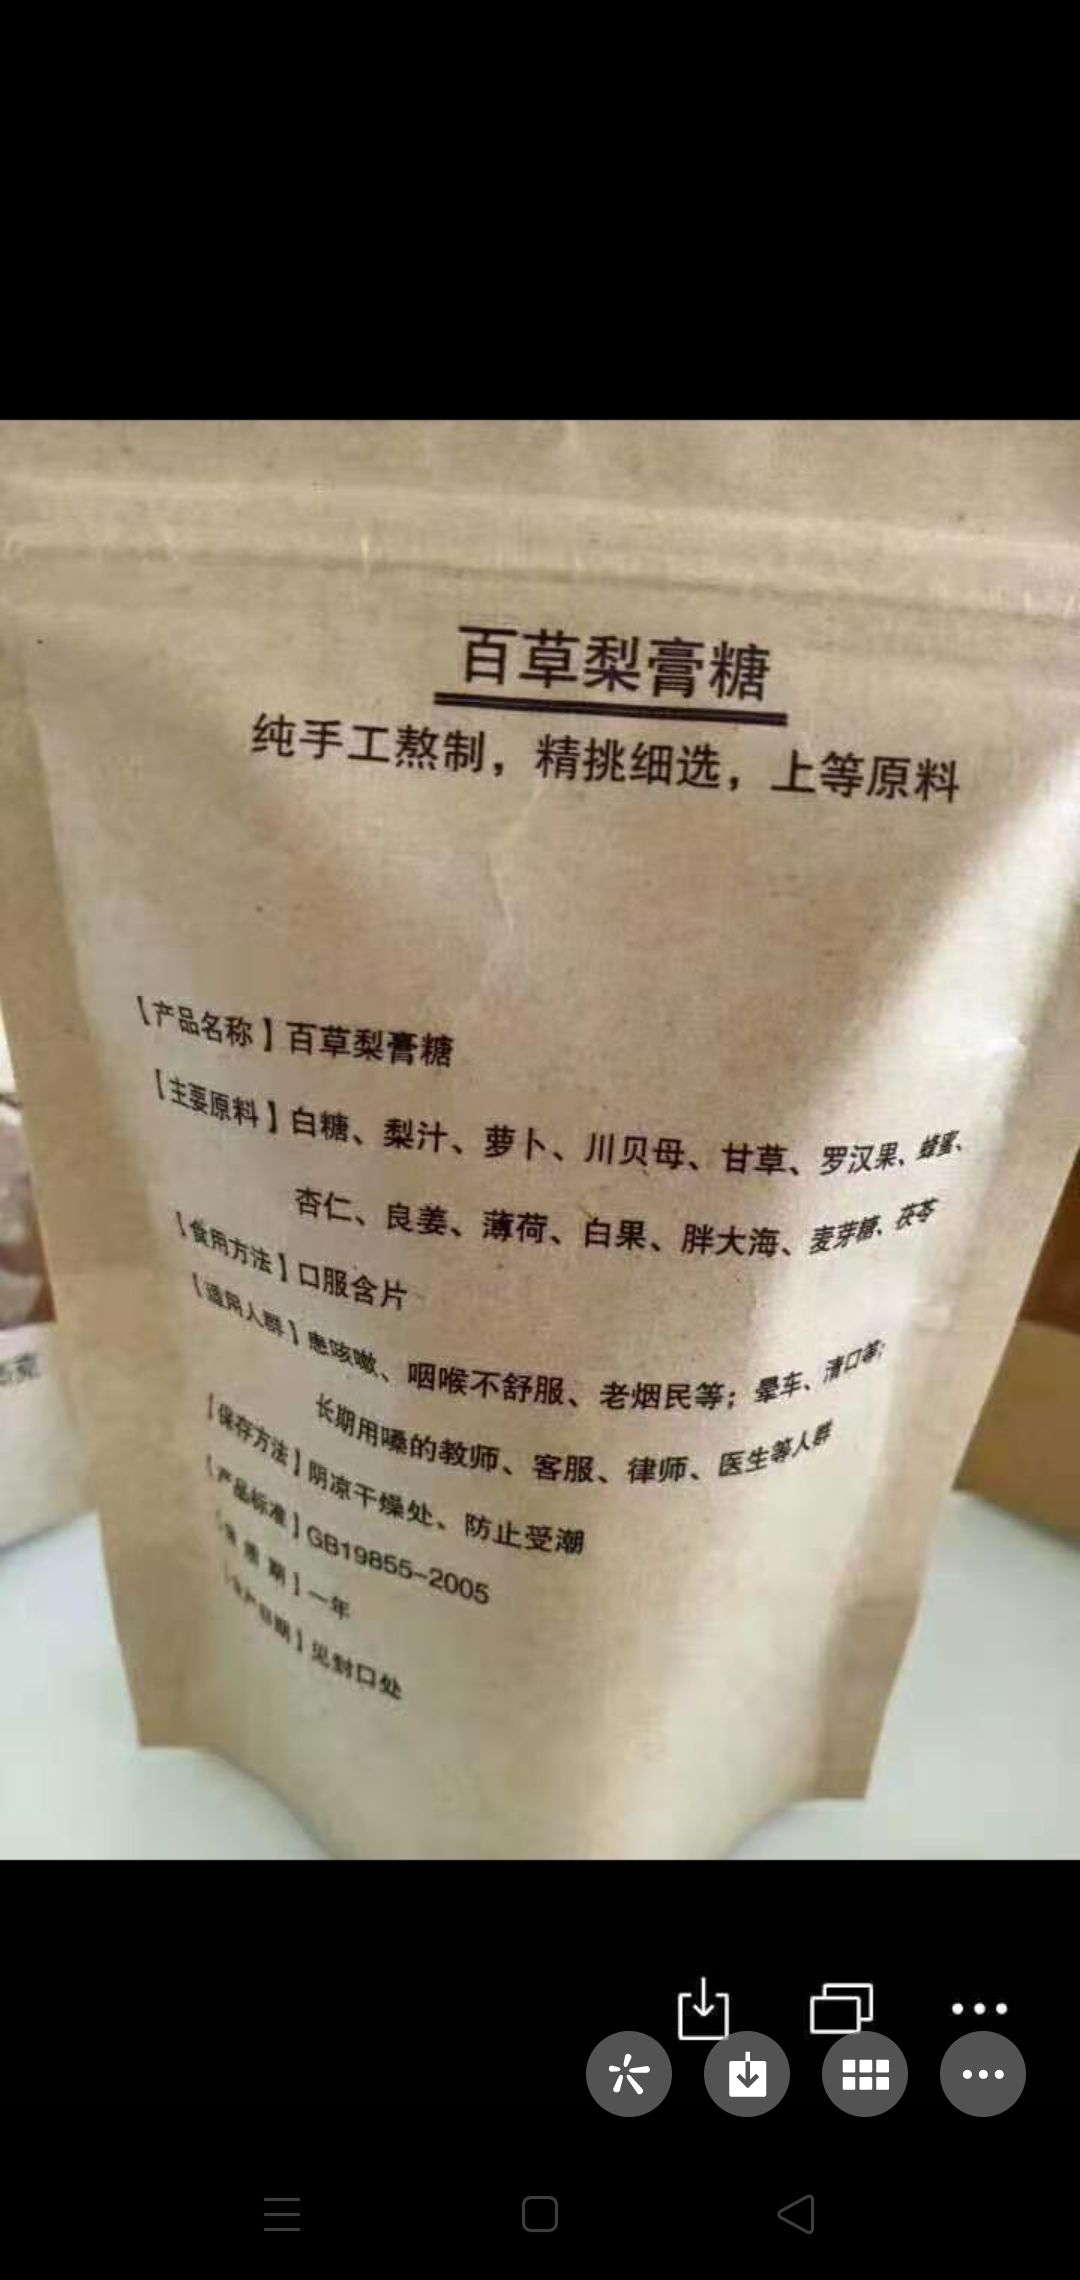 百草梨膏糖
纯手工熬制，精挑细选，上等原料
【产品名称】百草梨膏糖
【主要原料】白糖、梨汁、萝卜、川贝母、甘草、罗汉果、蜂蜜、
杏仁、良姜、薄荷、白果、胖大海、麦芽糖、茯苓
【食用方法】口服含片
【适用人群】患咳嗽、咽喉不舒服、老烟民等；晕车、清口等；
长期用嗓的教师、客服、律师、医生等人群
【保存方法】阴凉干燥处、防止受潮
【产品标准】GB19855-2005
【保质期】一年
【生产日期】见封口处